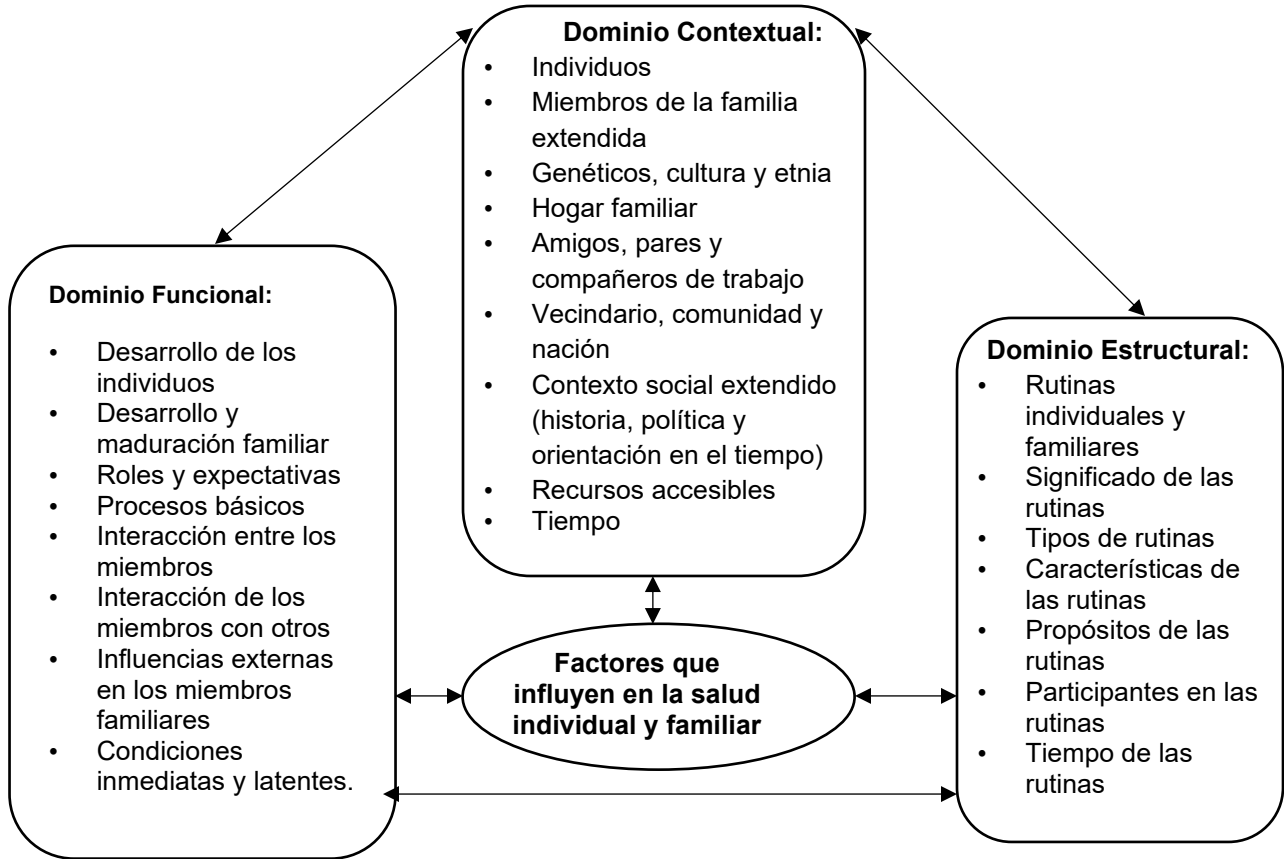 Dominio Contextual:
• Individuos
• Miembros de la familia
extendida
• Genéticos, cultura y etnia
• Hogar familiar
• Amigos, pares y
compañeros de trabajo
• Vecindario, comunidad y
nación
• Contexto social extendido
(historia, política y
orientación en el tiempo)
• Recursos accesibles
• Tiempo
Dominio Funcional:
• Desarrollo de los
individuos
• Desarrollo y
maduración familiar
• Roles y expectativas
• Procesos básicos
• Interacción entre los
miembros
• Interacción de los
miembros con otros
• Influencias externas
en los miembros
familiares
• Condiciones
inmediatas y latentes.
Dominio Estructural:
• Rutinas
individuales y
familiares
• Significado de las
rutinas
• Tipos de rutinas
• Características de
las rutinas
• Propósitos de las
rutinas
• Participantes en las
rutinas
• Tiempo de las
rutinas
Factores que
influyen en la salud
individual y familiar